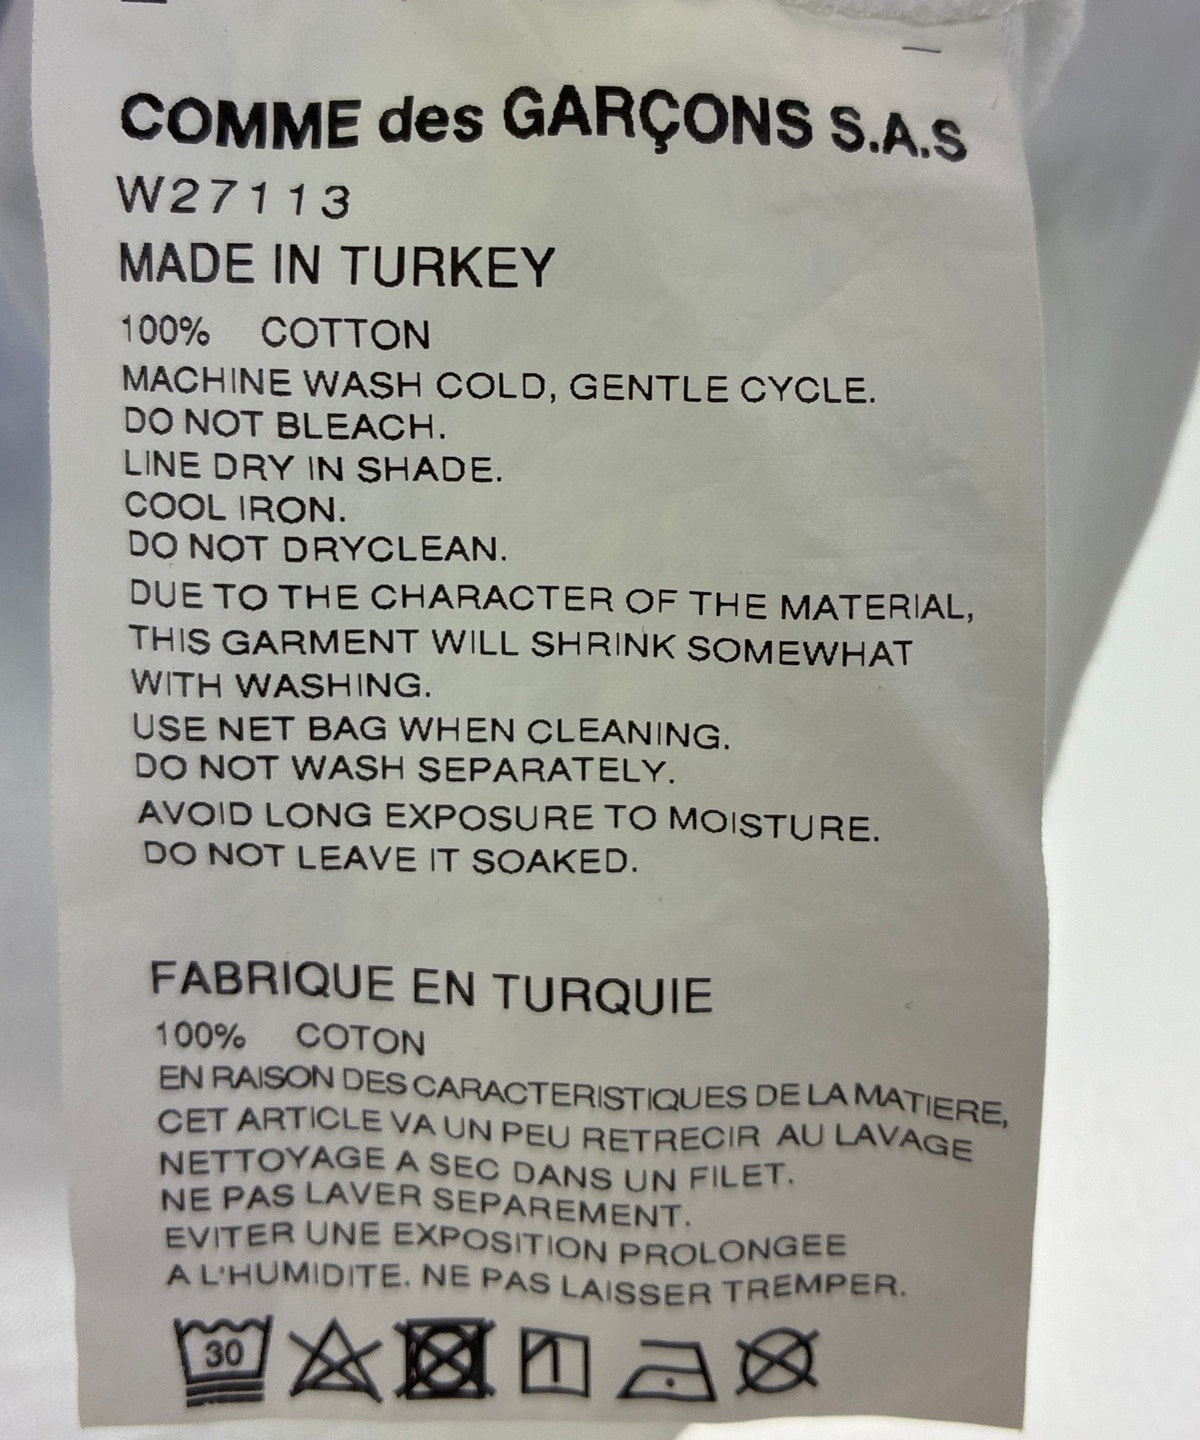 COMME des GARÇONS S.A.S
W27113
MADE IN TURKEY
100% COTTON
MACHINE WASH COLD, GENTLE CYCLE.
DO NOT BLEACH.
LINE DRY IN SHADE.
COOL IRON.
DO NOT DRYCLEAN.
DUE TO THE CHARACTER OF THE MATERIAL,
THIS GARMENT WILL SHRINK SOMEWHAT
WITH WASHING.
USE NET BAG WHEN CLEANING.
DO NOT WASH SEPARATELY.
AVOID LONG EXPOSURE TO MOISTURE.
DO NOT LEAVE IT SOAKED.
FABRIQUE EN TURQUIE
100% COTON
EN RAISON DES CARACTERISTIQUES DE LA MATIERE,
CET ARTICLE VA UN PEU RETRECIR AU LAVAGE
NETTOYAGE A SEC DANS UN FILET.
NE PAS LAVER SEPAREMENT.
EVITER UNE EXPOSITION PROLONGEE
A L'HUMIDITE. NE PAS LAISSER TREMPER.
30